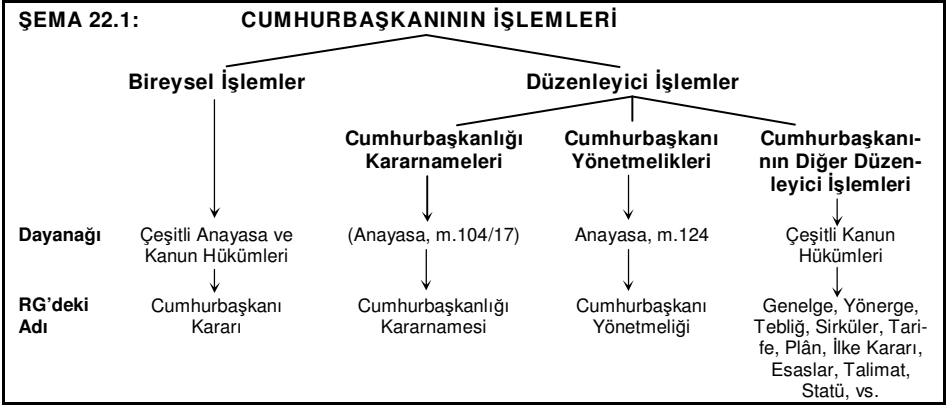 ŞEMA 22.1: CUMHURBAŞKANININ İŞLEMLERİ
Bireysel İşlemler Düzenleyici İşlemler
Cumhurbaşkanlığı
Kararnameleri
Cumhurbaşkanı
Yönetmelikleri
Cumhurbaşkanı-
nın Diğer Düzen-
leyici İşlemleri
Dayanağı
Çeşitli Anayasa ve
Kanun Hükümleri
(Anayasa, m.104/17)
Anayasa, m.124
Çeşitli Kanun
Hükümleri
RG'deki
Adı
Cumhurbaşkanı
Kararı
Cumhurbaşkanlığı
Kararnamesi
Cumhurbaşkanı
Yönetmeliği
Genelge, Yönerge,
Tebliğ, Sirküler, Tari-
fe, Plân, İlke Kararı,
Esaslar, Talimat,
Statü, vs.